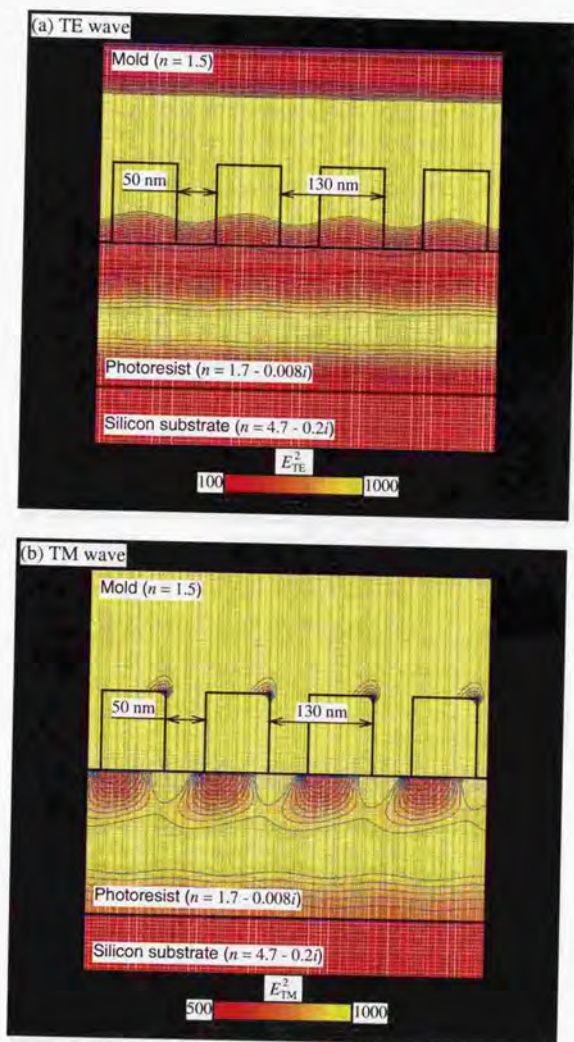 (a) TE wave
Mold (n = 1.5)
50 nm
130 nm
Photoresist (n = 1.7 - 0.008i)
Silicon substrate (n = 4.7 - 0.2i)
E²TE
100
1000
(b) TM wave
Mold (n = 1.5)
50 nm
130 nm
Photoresist (n = 1.7 - 0.008i)
Silicon substrate (n = 4.7 - 0.2i)
E²TM
500
1000